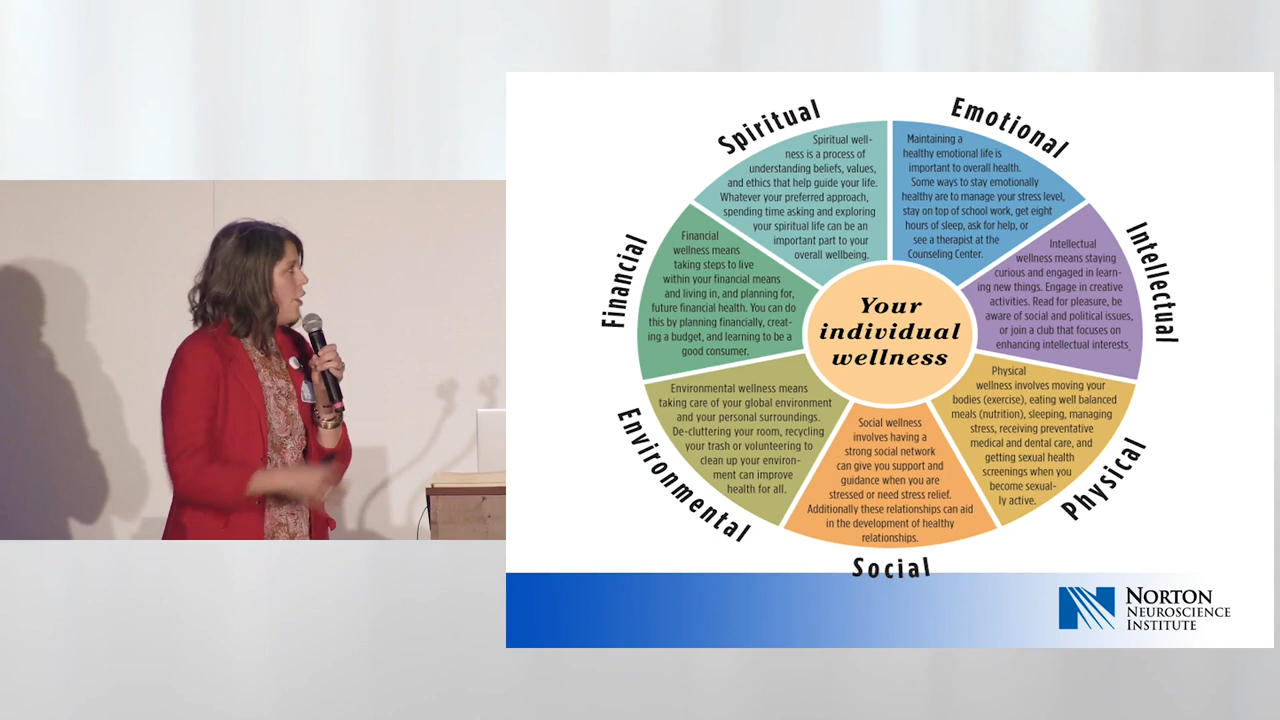 Spiritual
Spiritual well-
ness is a process of
understanding beliefs, values,
and ethics that help guide your life.
Whatever your preferred approach,
spending time asking and exploring
your spiritual life can be an
important part to your
overall wellbeing.
Emotional
Maintaining a
healthy emotional life is
important to overall health.
Some ways to stay emotionally
healthy are to manage your stress level,
stay on top of school work, get eight
hours of sleep, ask for help, or
see a therapist at the
Counseling Center.
Intellectual
Intellectual
wellness means staying
curious and engaged in learn-
ing new things. Engage in creative
activities. Read for pleasure, be
aware of social and political issues,
or join a club that focuses on
enhancing intellectual interests.
Physical
Physical
wellness involves moving your
bodies (exercise), eating well balanced
meals (nutrition), sleeping, managing
stress, receiving preventative
medical and dental care, and
getting sexual health
screenings when you
become sexual-
ly active.
Social
Social wellness
involves having a
strong social network
can give you support and
guidance when you are
stressed or need stress relief.
Additionally these relationships can aid
in the development of healthy
relationships.
Environmental
Environmental wellness means
taking care of your global environment
and your personal surroundings.
De-cluttering your room, recycling
your trash or volunteering to
clean up your environ-
ment can improve
health for all.
Financial
Financial
wellness means
taking steps to live
within your financial means
and living in, and planning for,
future financial health. You can do
this by planning financially, creat-
ing a budget, and learning to be a
good consumer.
Your
individual
wellness
NORTON
NEUROSCIENCE
INSTITUTE